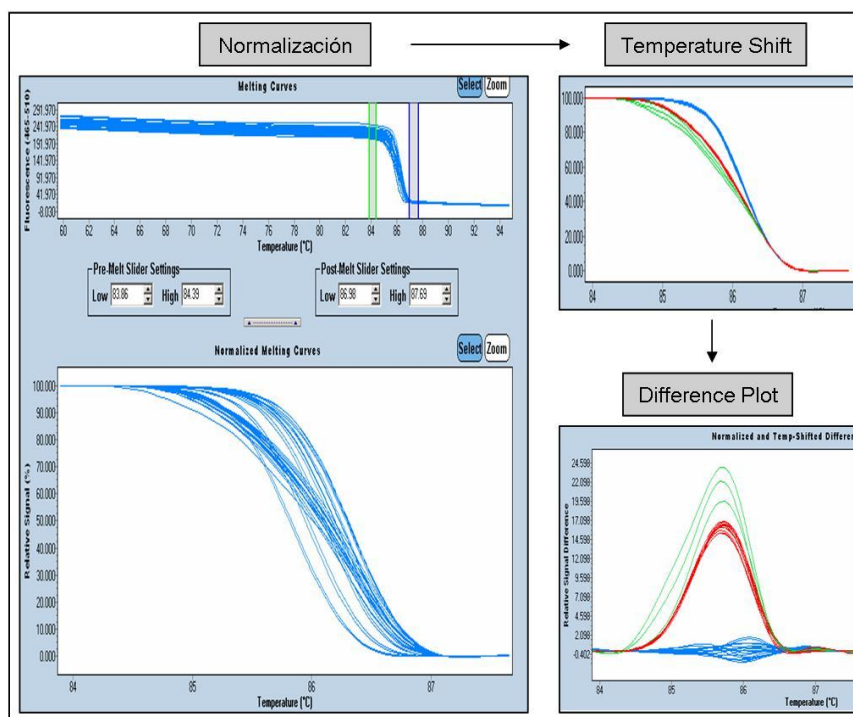 Normalización
Temperature Shift
Melting Curves
Select Zoom
Fluorescence (465-510)
291.970
241.970
191.970
141.970
91.970
41.970
-8.030
60 62 64 66 68 70 72 74 76 78 80 82 84 86 88 90 92 94
Temperature (°C)
Pre-Melt Slider Settings
Low 83.86 High 84.39
Post-Melt Slider Settings
Low 86.98 High 87.69
Normalized Melting Curves
Select Zoom
Relative Signal (%)
100.000
90.000
80.000
70.000
60.000
50.000
40.000
30.000
20.000
10.000
0.000
84 85 86 87
Temperature (°C)
100.000
80.000
60.000
40.000
20.000
0.000
84 85 86 87
Difference Plot
Normalized and Temp-Shifted Differe
Relative Signal Difference
24.598
22.098
19.598
17.098
14.598
12.098
9.598
7.098
4.598
2.098
-0.402
84 85 86 87
Temperature (°C)